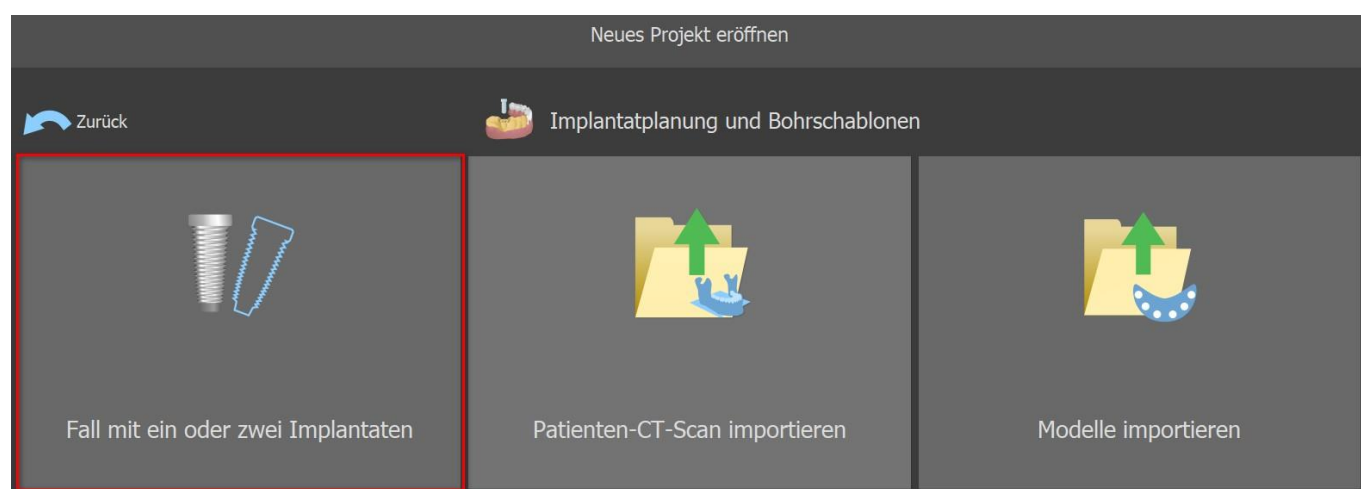 Neues Projekt eröffnen
Zurück
Implantatplanung und Bohrschablonen
Fall mit ein oder zwei Implantaten
Patienten-CT-Scan importieren
Modelle importieren